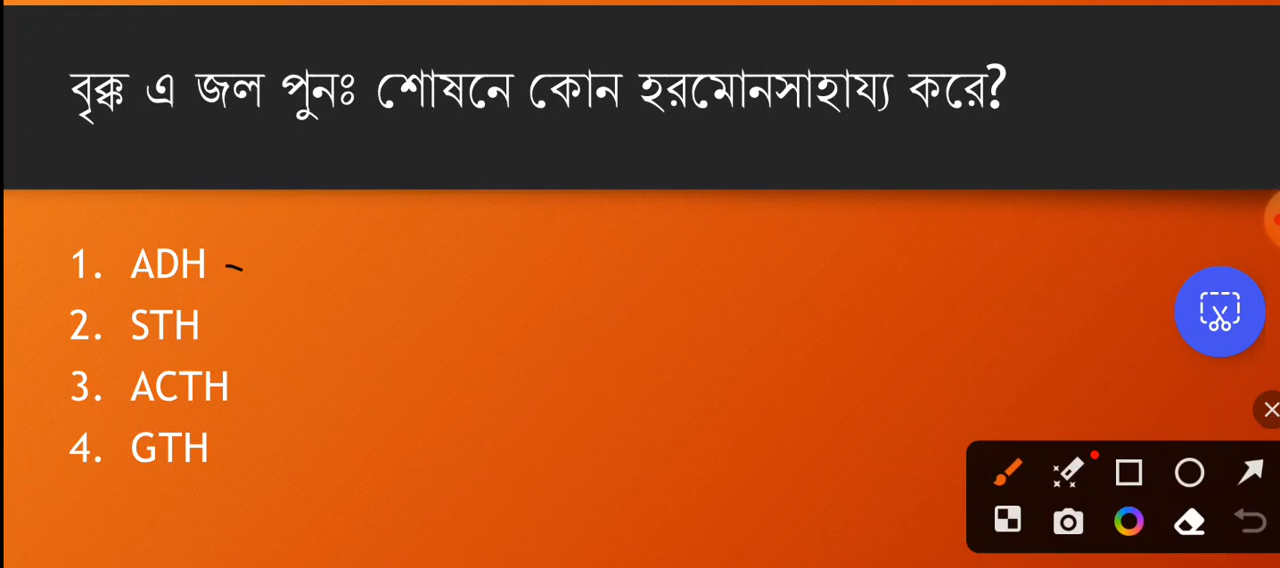 বৃক্ক এ জল পুনঃ শোষনে কোন হরমোনসাহায্য করে?
1. ADH
2. STH
3. ACTH
4. GTH